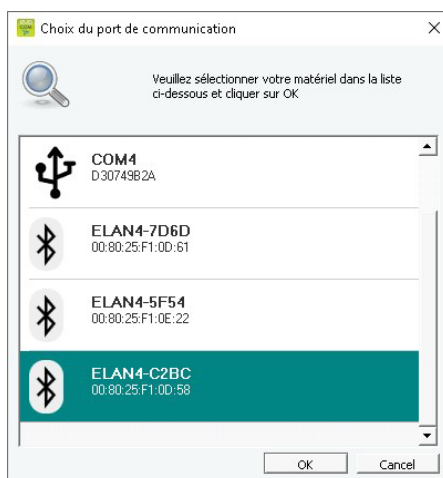 Choix du port de communication
Veuillez sélectionner votre matériel dans la liste
ci-dessous et cliquer sur OK
COM4
D30749B2A
ELAN4-7D6D
00:80:25:F1:0D:61
ELAN4-5F54
00:80:25:F1:0E:22
ELAN4-C2BC
00:80:25:F1:0D:58
OK
Cancel